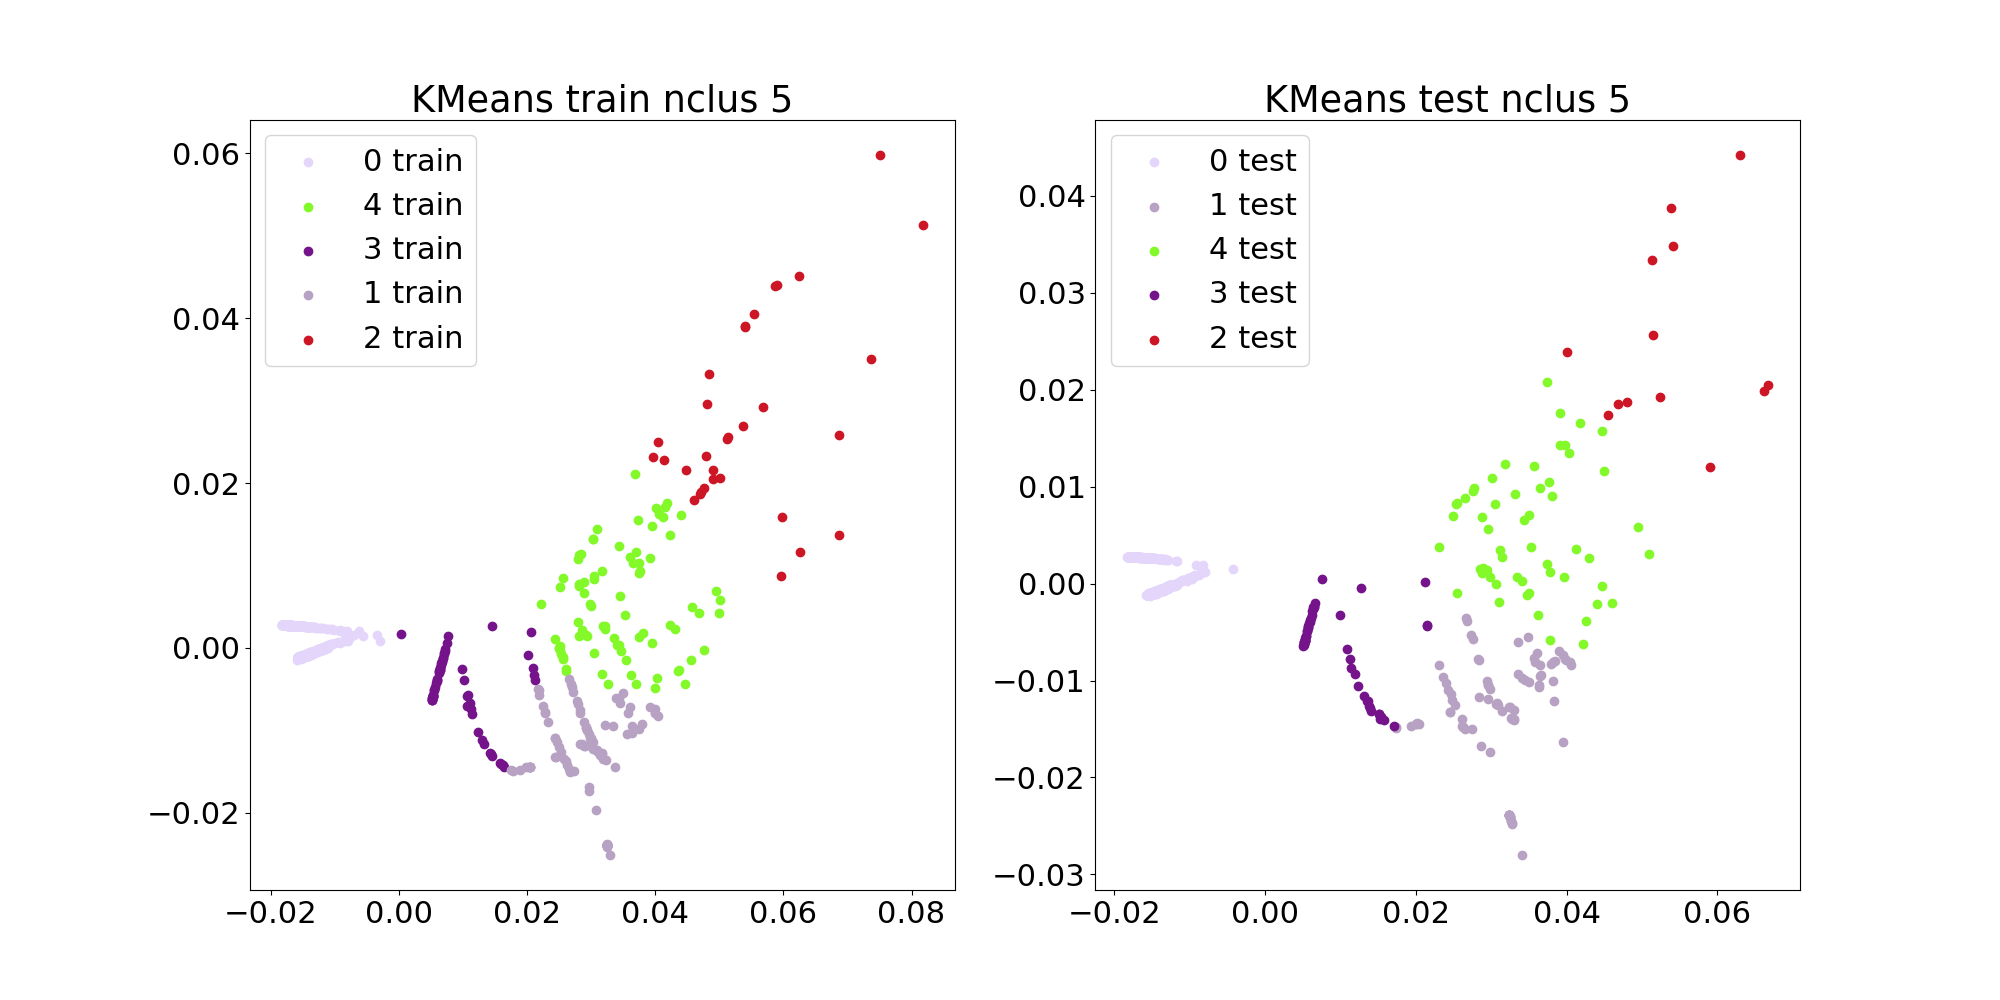 KMeans train nclus 5
0 train
4 train
3 train
1 train
2 train
0.06
0.04
0.02
0.00
−0.02
−0.02 0.00 0.02 0.04 0.06 0.08
KMeans test nclus 5
0 test
1 test
4 test
3 test
2 test
0.04
0.03
0.02
0.01
0.00
−0.01
−0.02
−0.03
−0.02 0.00 0.02 0.04 0.06